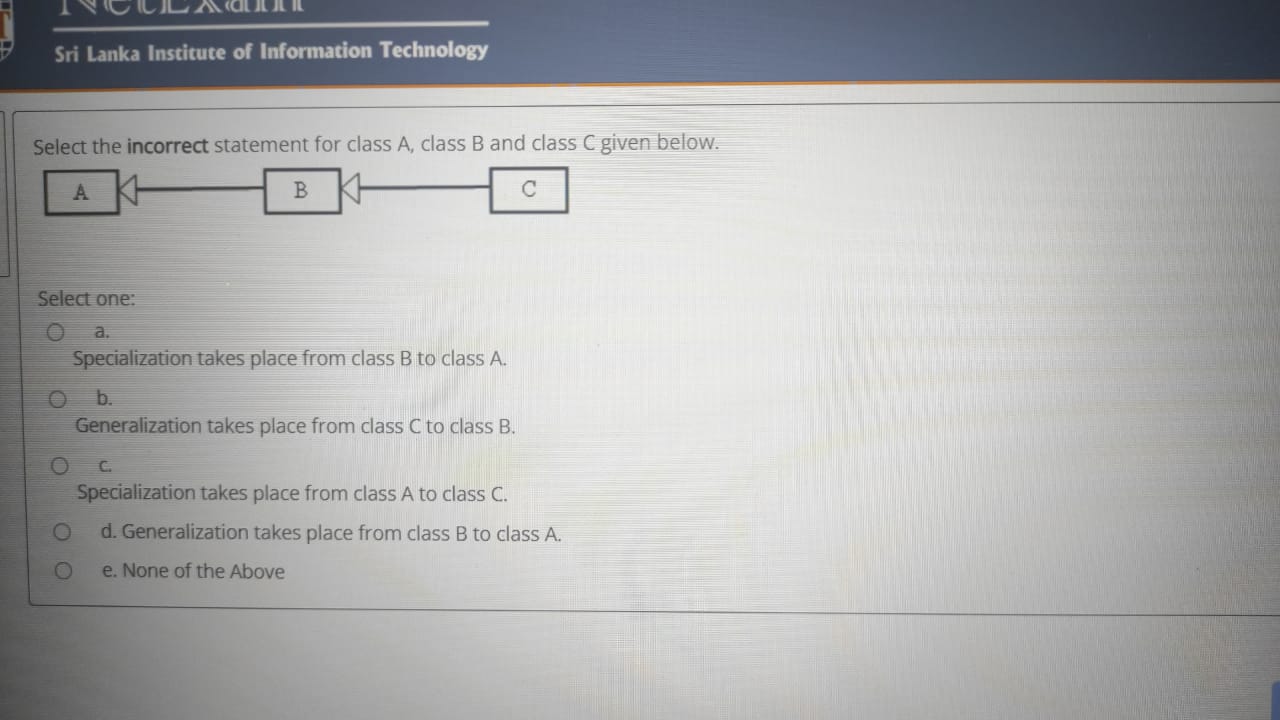 Sri Lanka Institute of Information Technology
Select the incorrect statement for class A, class B and class C given below.
A B C
Select one:
a.
Specialization takes place from class B to class A.
b.
Generalization takes place from class C to class B.
c.
Specialization takes place from class A to class C.
d. Generalization takes place from class B to class A.
e. None of the Above